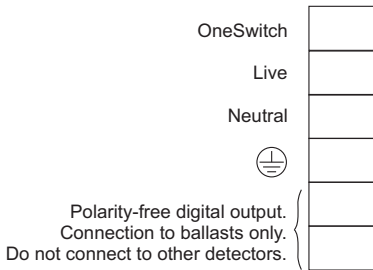 OneSwitch
Live
Neutral
Polarity-free digital output.
Connection to ballasts only.
Do not connect to other detectors.